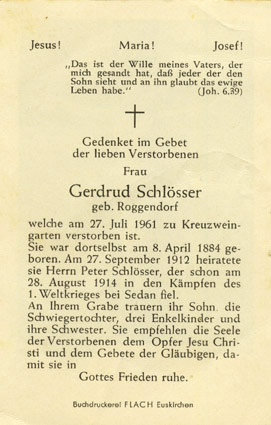 Jesus! Maria! Josef!
„Das ist der Wille meines Vaters, der
mich gesandt hat, daß jeder der den
Sohn sieht und an ihn glaubt das ewige
Leben habe." (Joh. 6.39)
Gedenket im Gebet
der lieben Verstorbenen
Frau
Gerdrud Schlösser
geb. Roggendorf
welche am 27. Juli 1961 zu Kreuzwein-
garten verstorben ist.
Sie war dortselbst am 8. April 1884 ge-
boren. Am 27. September 1912 heiratete
sie Herrn Peter Schlösser, der schon am
28. August 1914 in den Kämpfen des
1. Weltkrieges bei Sedan fiel.
An Ihrem Grabe trauern ihr Sohn, die
Schwiegertochter, drei Enkelkinder und
ihre Schwester. Sie empfehlen die Seele
der Verstorbenen dem Opfer Jesu Chri-
sti und dem Gebete der Gläubigen, da-
mit sie in
Gottes Frieden ruhe.
Buchdruckerei FLACH Euskirchen